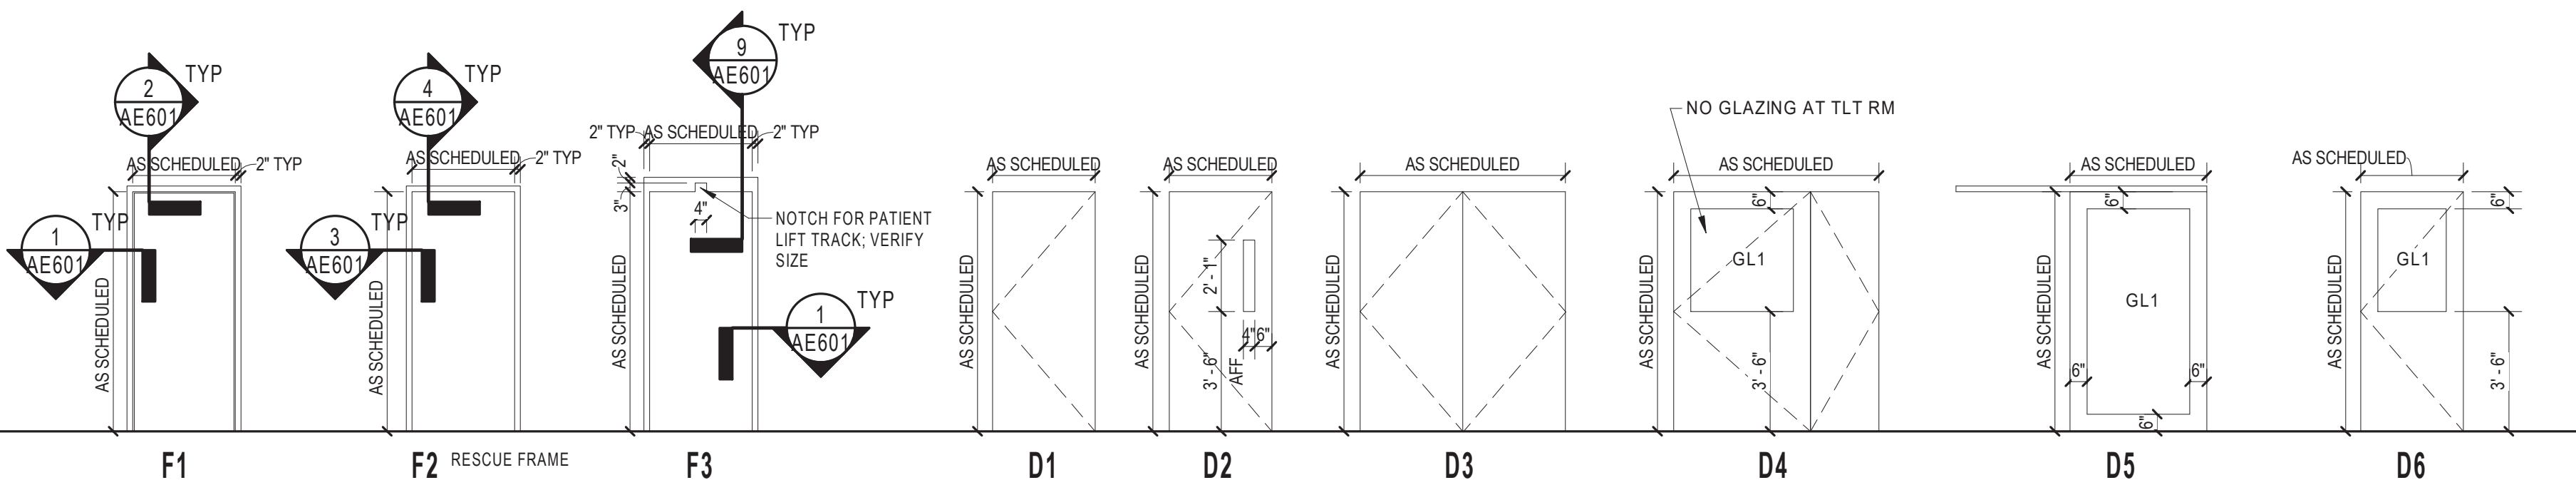 2
AE601
TYP
AS SCHEDULED
2" TYP
1
AE601
TYP
AS SCHEDULED
F1
4
AE601
TYP
AS SCHEDULED
2" TYP
3
AE601
TYP
AS SCHEDULED
F2 RESCUE FRAME
9
AE601
TYP
2" TYP
AS SCHEDULED
2" TYP
2"
3"
4"
NOTCH FOR PATIENT
LIFT TRACK; VERIFY
SIZE
AS SCHEDULED
1
AE601
TYP
F3
AS SCHEDULED
AS SCHEDULED
D1
AS SCHEDULED
AS SCHEDULED
2' - 1"
4" 6"
3' - 6"
AFF
D2
AS SCHEDULED
AS SCHEDULED
D3
NO GLAZING AT TLT RM
AS SCHEDULED
6"
GL1
AS SCHEDULED
3' - 6"
D4
AS SCHEDULED
6"
AS SCHEDULED
GL1
6"
6"
6"
D5
AS SCHEDULED
6"
GL1
AS SCHEDULED
3' - 6"
D6